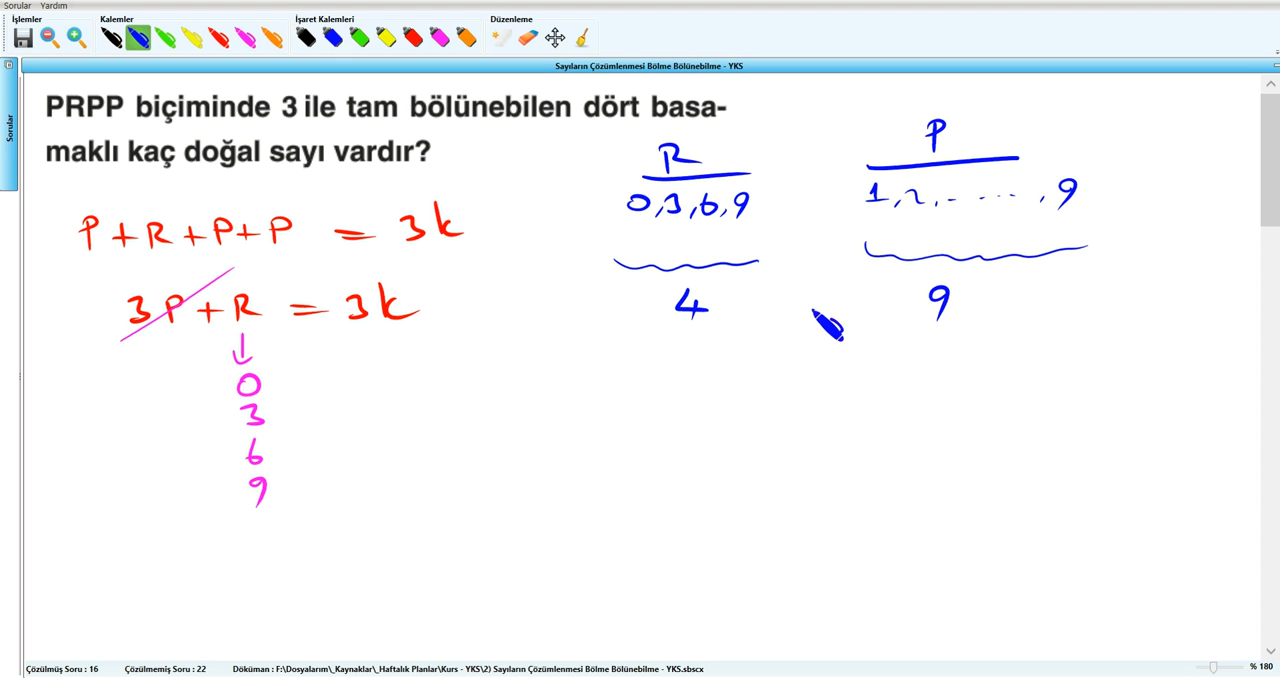 Sorular Yardım
İşlemler Kalemler İşaret Kalemleri Düzenleme
Sayıların Çözümlenmesi Bölme Bölünebilme - YKS
Sorular
PRPP biçiminde 3 ile tam bölünebilen dört basa-
maklı kaç doğal sayı vardır?
P+R+P+P = 3k
3P+R = 3k
0
3
6
9
R
0,3,6,9
4
P
1,2,......,9
9
Çözülmüş Soru : 16 Çözülmemiş Soru : 22 Döküman : F:\Dosyalarım\_Kaynaklar\_Haftalık Planlar\Kurs - YKS\2) Sayıların Çözümlenmesi Bölme Bölünebilme - YKS.sbscx % 180